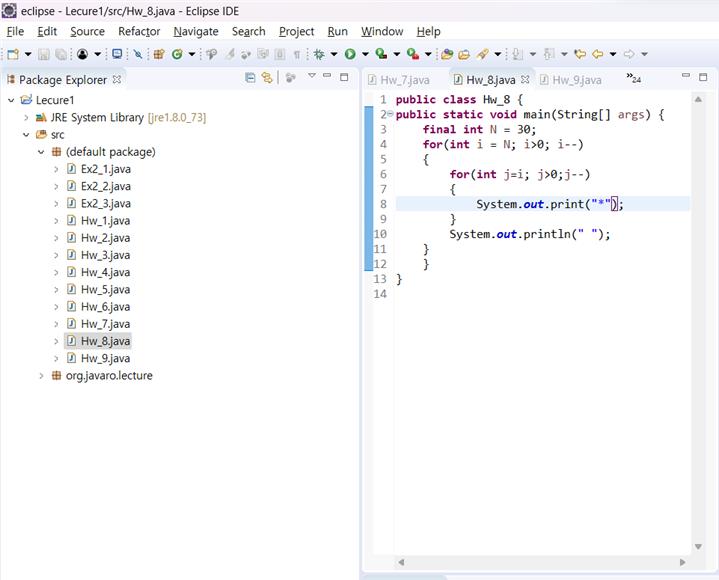 eclipse - Lecure1/src/Hw_8.java - Eclipse IDE
File Edit Source Refactor Navigate Search Project Run Window Help
Package Explorer
Lecure1
JRE System Library [jre1.8.0_73]
src
(default package)
Ex2_1.java
Ex2_2.java
Ex2_3.java
Hw_1.java
Hw_2.java
Hw_3.java
Hw_4.java
Hw_5.java
Hw_6.java
Hw_7.java
Hw_8.java
Hw_9.java
org.javaro.lecture
Hw_7.java Hw_8.java Hw_9.java »24
1 public class Hw_8 {
2 public static void main(String[] args) {
3 final int N = 30;
4 for(int i = N; i>0; i--)
5 {
6 for(int j=i; j>0;j--)
7 {
8 System.out.print("*");
9 }
10 System.out.println(" ");
11 }
12 }
13 }
14